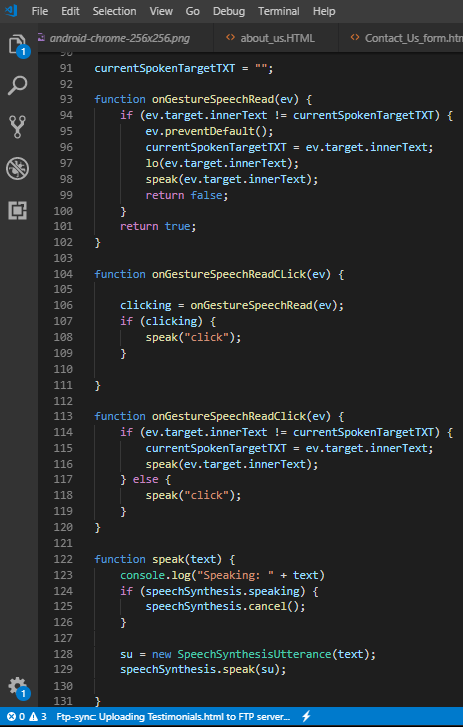 File Edit Selection View Go Debug Terminal Help
android-chrome-256x256.png <> about_us.HTML <> Contact_Us_form.htm
1
90
91 currentSpokenTargetTXT = "";
92
93 function onGestureSpeechRead(ev) {
94 if (ev.target.innerText != currentSpokenTargetTXT) {
95 ev.preventDefault();
96 currentSpokenTargetTXT = ev.target.innerText;
97 lo(ev.target.innerText);
98 speak(ev.target.innerText);
99 return false;
100 }
101 return true;
102 }
103
104 function onGestureSpeechReadCLick(ev) {
105
106 clicking = onGestureSpeechRead(ev);
107 if (clicking) {
108 speak("click");
109 }
110
111 }
112
113 function onGestureSpeechReadClick(ev) {
114 if (ev.target.innerText != currentSpokenTargetTXT) {
115 currentSpokenTargetTXT = ev.target.innerText;
116 speak(ev.target.innerText);
117 } else {
118 speak("click");
119 }
120 }
121
122 function speak(text) {
123 console.log("Speaking: " + text)
124 if (speechSynthesis.speaking) {
125 speechSynthesis.cancel();
126 }
127
128 su = new SpeechSynthesisUtterance(text);
129 speechSynthesis.speak(su);
130
131 }
1
0 3 Ftp-sync: Uploading Testimonials.html to FTP server...